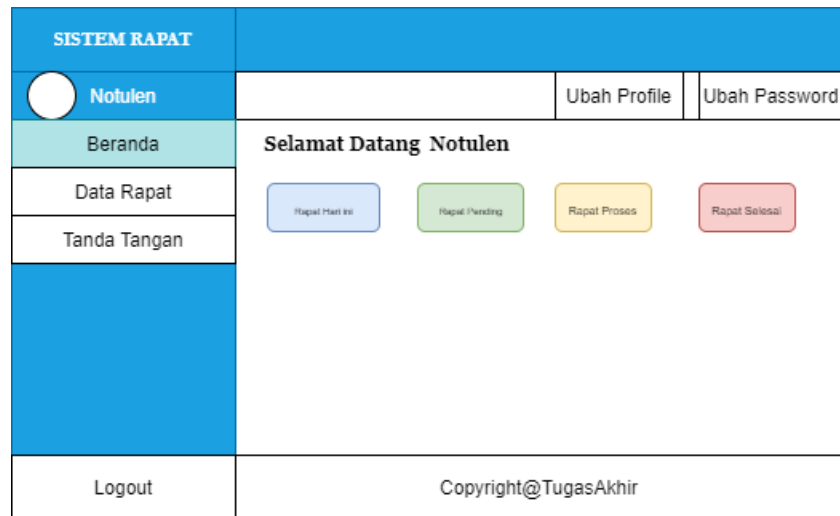 SISTEM RAPAT
Notulen
Ubah Profile
Ubah Password
Beranda
Selamat Datang Notulen
Data Rapat
Rapat Hari ini
Rapat Pending
Rapat Proses
Rapat Selesai
Tanda Tangan
Logout
Copyright@TugasAkhir